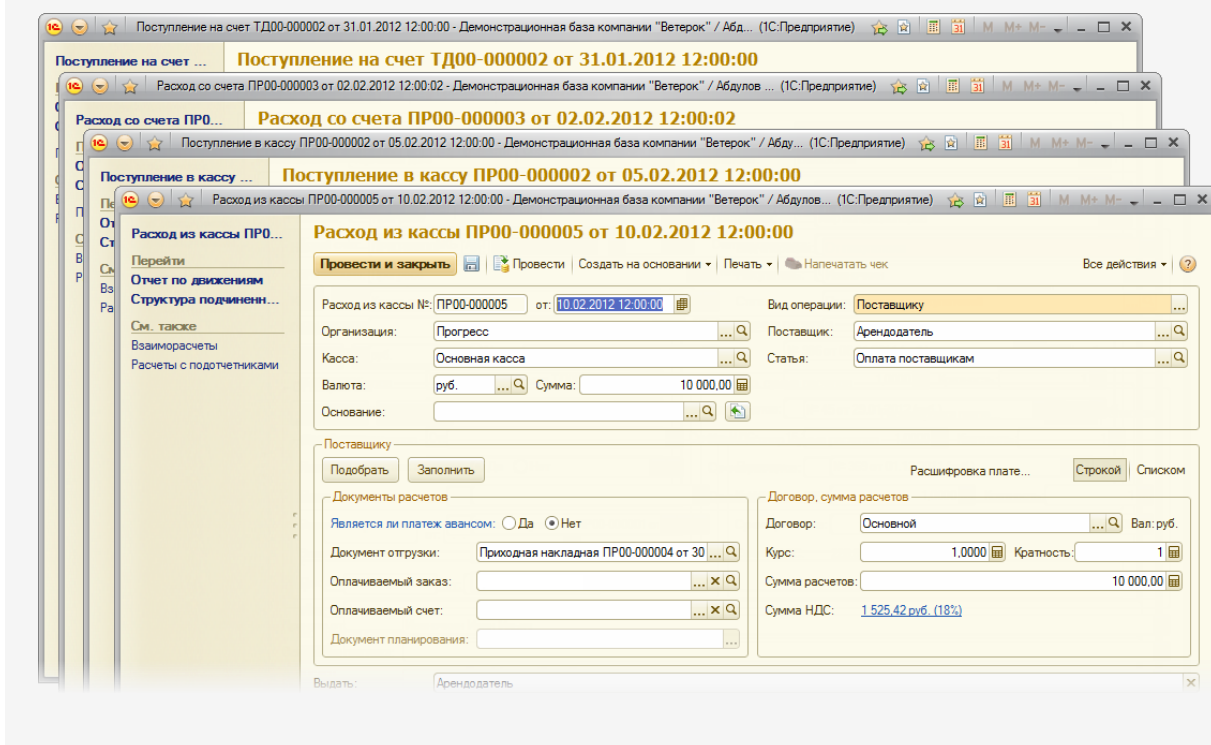 Поступление на счет ТД00-000002 от 31.01.2012 12:00:00 - Демонстрационная база компании "Ветерок" / Абд... (1С:Предприятие) 31 M M+ M-
Поступление на счет ... Поступление на счет ТД00-000002 от 31.01.2012 12:00:00
Расход со счета ПР00-000003 от 02.02.2012 12:00:02 - Демонстрационная база компании "Ветерок" / Абдулов ... (1С:Предприятие) 31 M M+ M-
Расход со счета ПР0... Расход со счета ПР00-000003 от 02.02.2012 12:00:02
Поступление в кассу ПР00-000002 от 05.02.2012 12:00:00 - Демонстрационная база компании "Ветерок" / Абду... (1С:Предприятие) 31 M M+ M-
Поступление в кассу ... Поступление в кассу ПР00-000002 от 05.02.2012 12:00:00
Расход из кассы ПР00-000005 от 10.02.2012 12:00:00 - Демонстрационная база компании "Ветерок" / Абдулов... (1С:Предприятие) 31 M M+ M-
Расход из кассы ПР0... Расход из кассы ПР00-000005 от 10.02.2012 12:00:00
Перейти
Отчет по движениям
Структура подчиненн...
См. также
Взаиморасчеты
Расчеты с подотчетниками
Провести и закрыть Провести Создать на основании Печать Напечатать чек Все действия ?
Расход из кассы №: ПР00-000005 от: 10.02.2012 12:00:00 Вид операции: Поставщику ...
Организация: Прогресс ... Поставщик: Арендодатель ...
Касса: Основная касса ... Статья: Оплата поставщикам ...
Валюта: руб. ... Сумма: 10 000,00
Основание: ...
Поставщику
Подобрать Заполнить Расшифровка плате... Строкой Списком
Документы расчетов Договор, сумма расчетов
Является ли платеж авансом: Да Нет Договор: Основной ... Вал: руб.
Документ отгрузки: Приходная накладная ПР00-000004 от 30 ... Курс: 1,0000 Кратность: 1
Оплачиваемый заказ: ... Сумма расчетов: 10 000,00
Оплачиваемый счет: ... Сумма НДС: 1 525,42 руб. (18%)
Документ планирования: ...
Выдать: Арендодатель